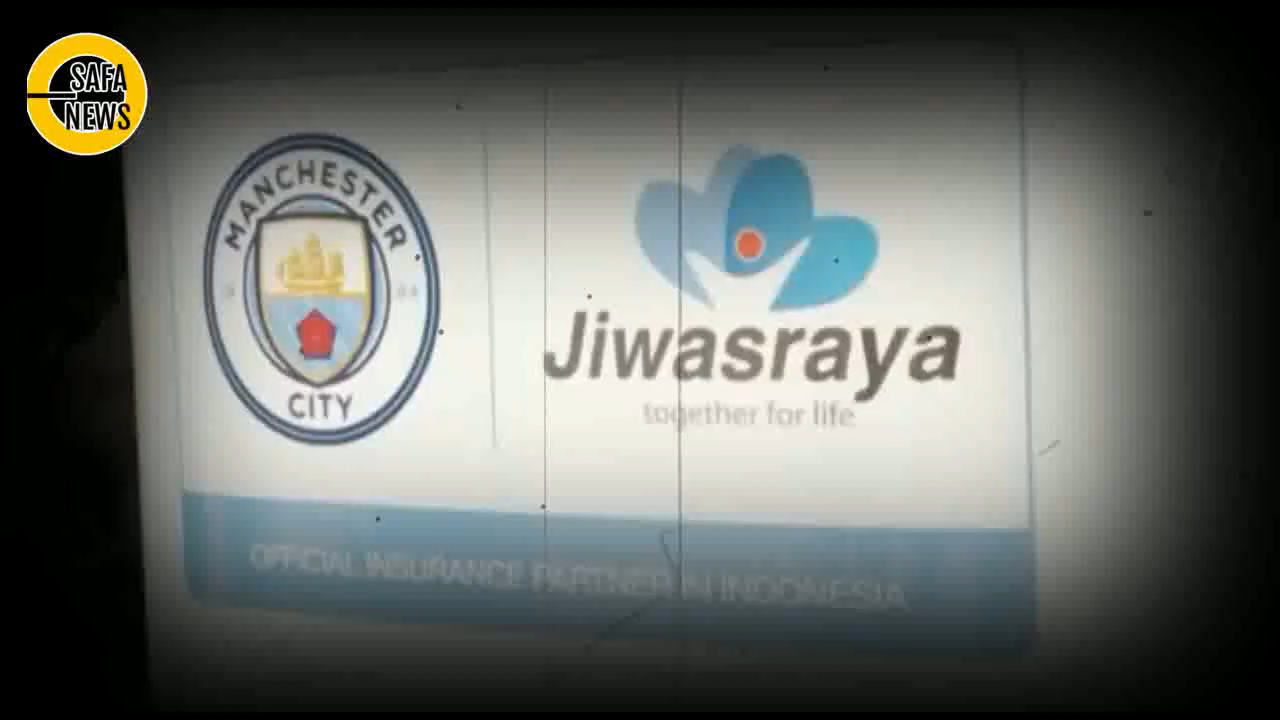 SAFA
NEWS
MANCHESTER
CITY
Jiwasraya
together for life
OFFICIAL INSURANCE PARTNER IN INDONESIA